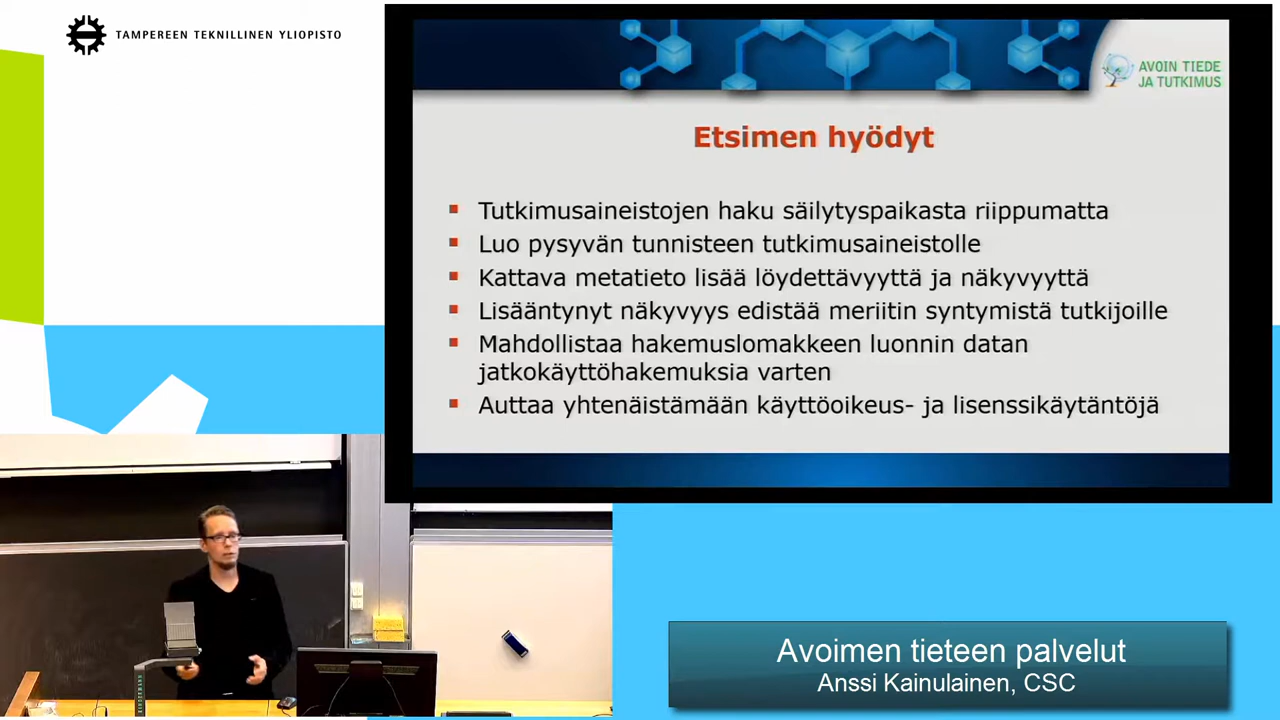 TAMPEREEN TEKNILLINEN YLIOPISTO
AVOIN TIEDE
JA TUTKIMUS
Etsimen hyödyt
Tutkimusaineistojen haku säilytyspaikasta riippumatta
Luo pysyvän tunnisteen tutkimusaineistolle
Kattava metatieto lisää löydettävyyttä ja näkyvyyttä
Lisääntynyt näkyvyys edistää meriitin syntymistä tutkijoille
Mahdollistaa hakemuslomakkeen luonnin datan
jatkokäyttöhakemuksia varten
Auttaa yhtenäistämään käyttöoikeus- ja lisenssikäytäntöjä
Avoimen tieteen palvelut
Anssi Kainulainen, CSC